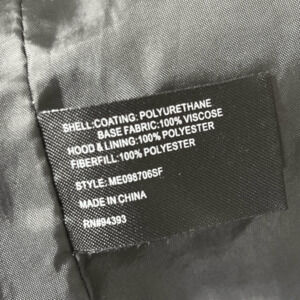 SHELL:COATING: POLYURETHANE
BASE FABRIC:100% VISCOSE
HOOD & LINING:100% POLYESTER
FIBERFILL:100% POLYESTER
STYLE: ME098706SF
MADE IN CHINA
RN#94393